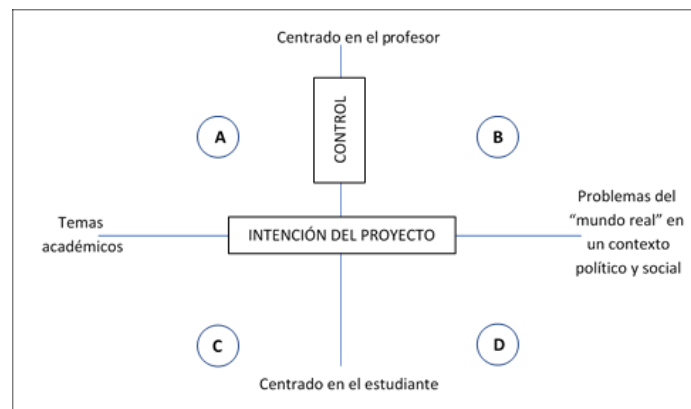 Centrado en el profesor
CONTROL
A
B
Temas
académicos
INTENCIÓN DEL PROYECTO
Problemas del
“mundo real” en
un contexto
político y social
C
D
Centrado en el estudiante